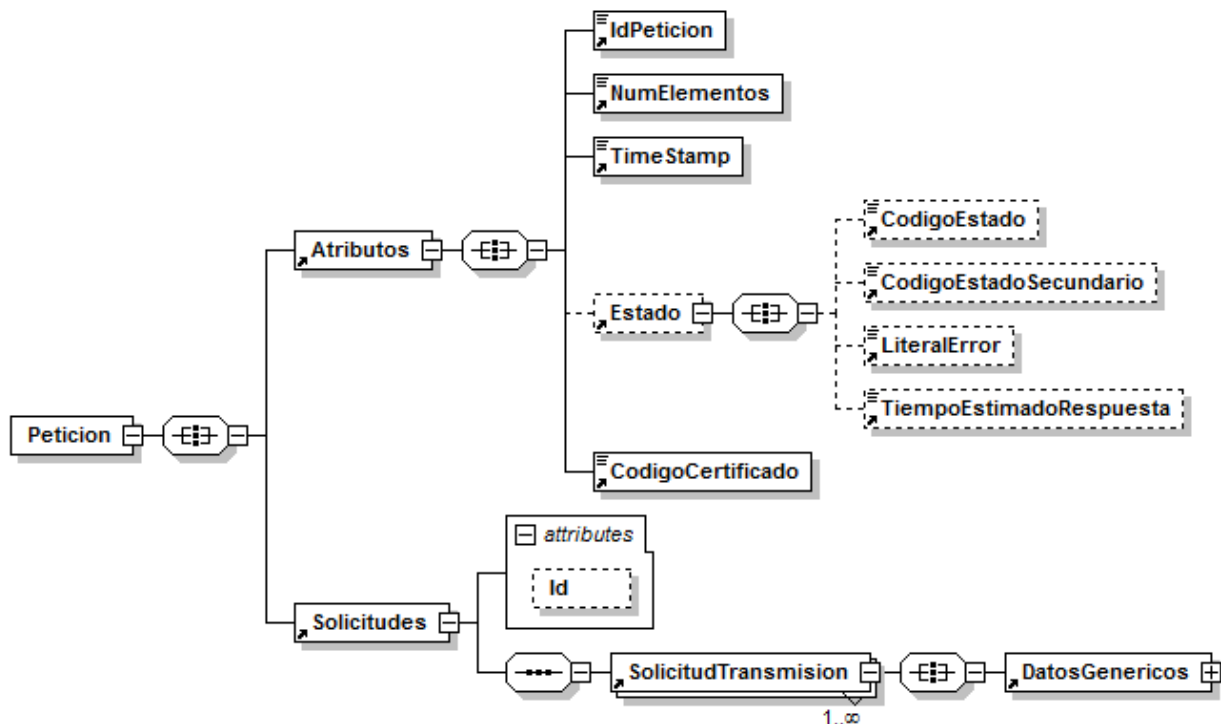 IdPeticion
NumElementos
TimeStamp
CodigoEstado
Atributos
CodigoEstadoSecundario
Estado
LiteralError
TiempoEstimadoRespuesta
Peticion
CodigoCertificado
attributes
Id
Solicitudes
SolicitudTransmision
DatosGenericos
1..∞